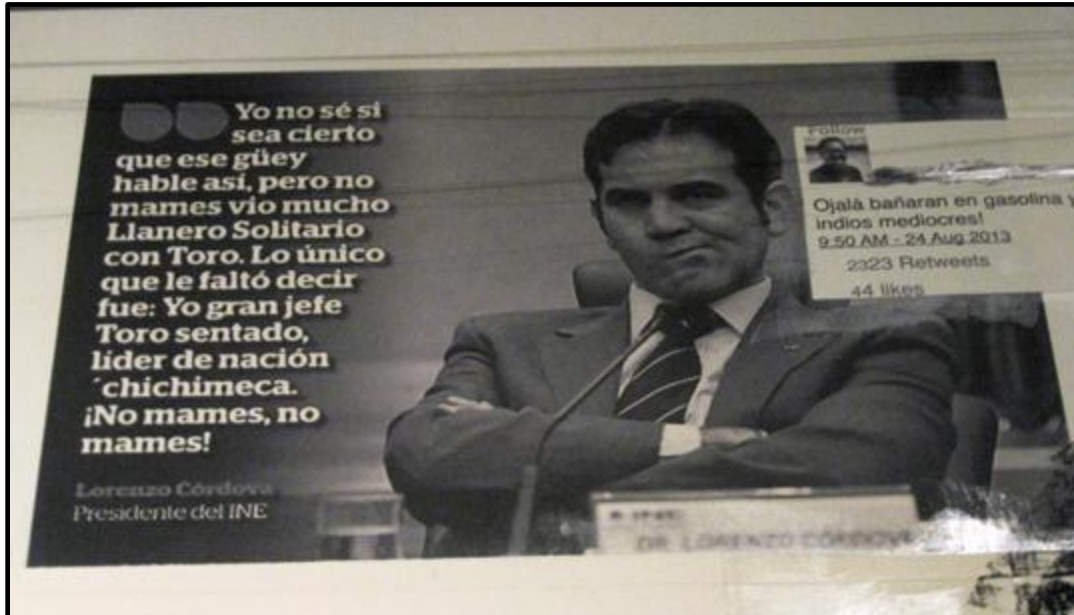 Yo no sé si
sea cierto
que ese güey
hable así, pero no
mames vio mucho
Llanero Solitario
con Toro. Lo único
que le faltó decir
fue: Yo gran jefe
Toro sentado,
líder de nación
´chichimeca.
¡No mames, no
mames!
Lorenzo Córdova
Presidente del INE
Follow
Ojalá bañaran en gasolina y
indios mediocres!
9:50 AM - 24 Aug 2013
2323 Retweets
44 likes
DR. LORENZO CÓRDOVA